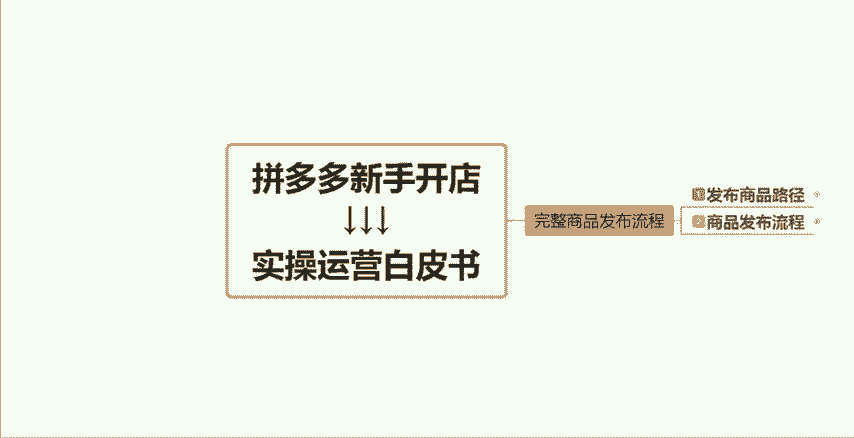 拼多多新手开店
↓↓↓
实操运营白皮书
完整商品发布流程
1 发布商品路径
2 商品发布流程